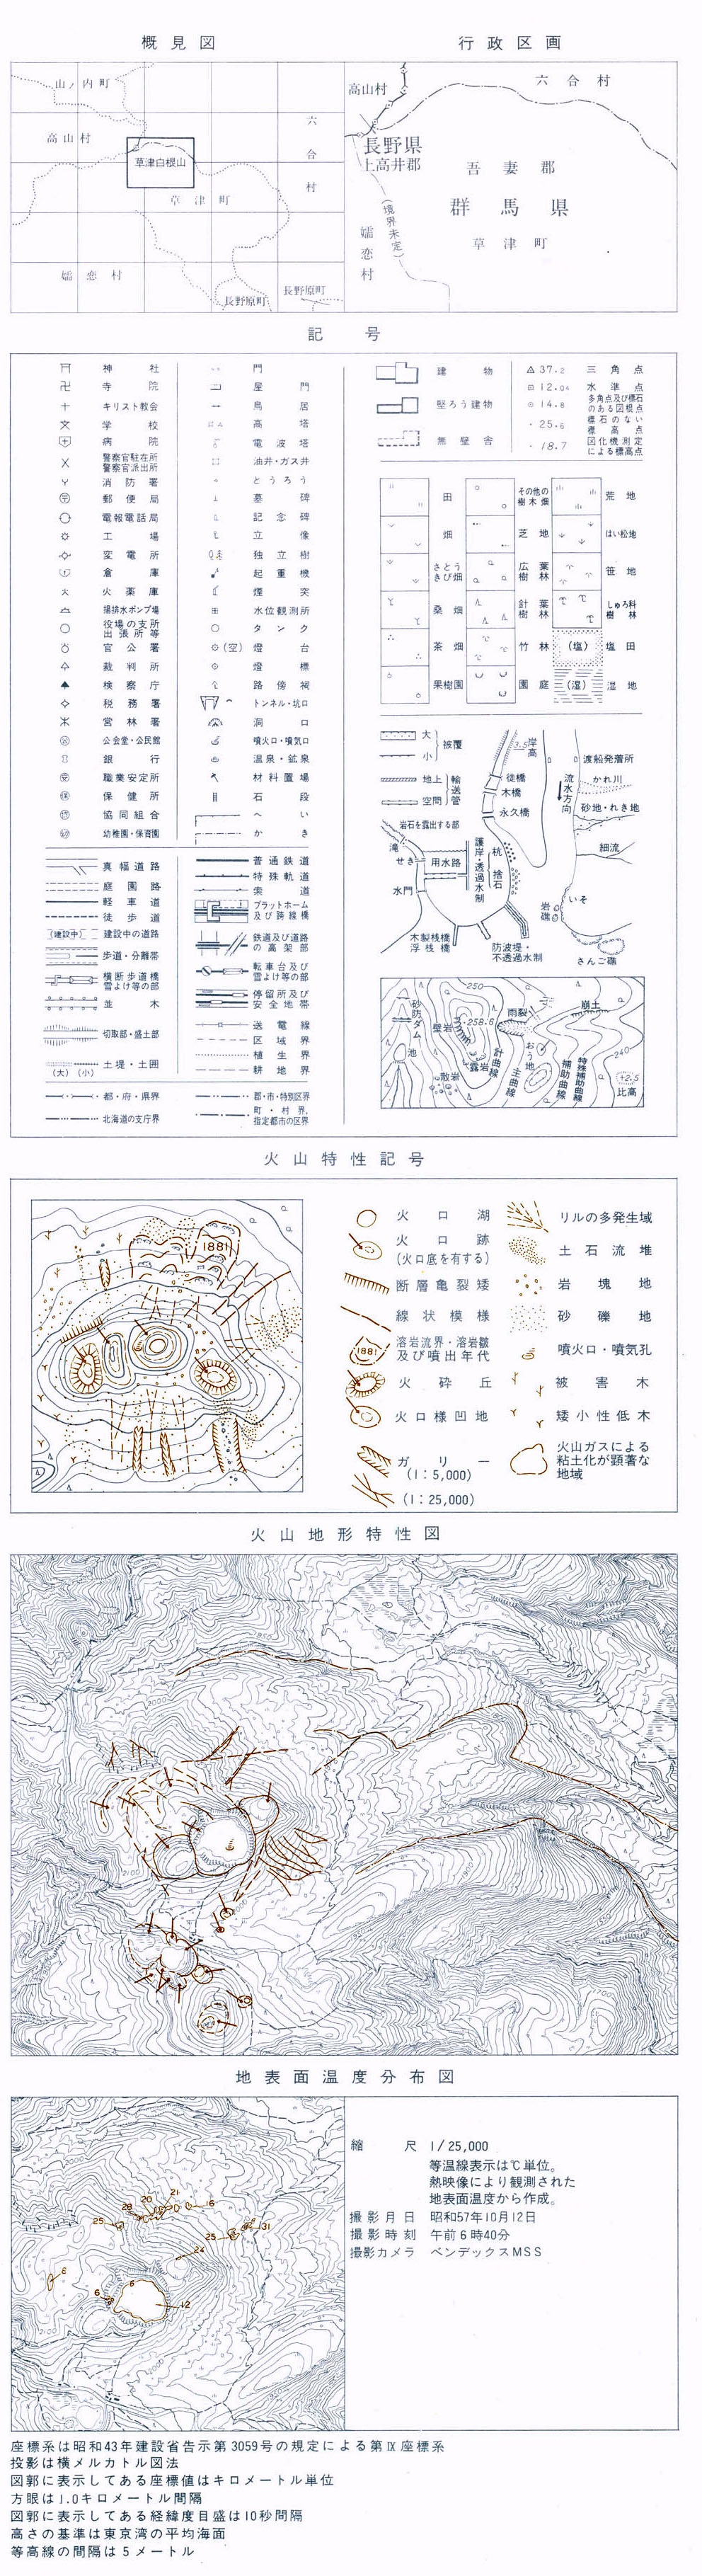 概見図
行政区画
山ノ内町
高山村
草津白根山
六合村
草津町
嬬恋村
長野原町
長野原町
高山村
六合村
長野県
上高井郡
吾妻郡
群馬県
草津町
(境界未定)
嬬恋村
記号
神社
寺院
キリスト教会
学校
病院
警察官駐在所
警察官派出所
消防署
郵便局
電報電話局
工場
変電所
倉庫
火薬庫
揚排水ポンプ場
役場の支所
出張所等
官公署
裁判所
検察庁
税務署
営林署
公会堂・公民館
銀行
職業安定所
保健所
協同組合
幼稚園・保育園
門
屋門
鳥居
高塔
電波塔
油井・ガス井
とうろう
墓碑
記念碑
立像
独立樹
起重機
煙突
水位観測所
タンク
(空) 燈台
燈標
路傍祠
トンネル・坑口
洞口
噴火口・噴気口
温泉・鉱泉
材料置場
石段
へい
かき
真幅道路
庭園路
軽車道
徒歩道
(建設中) 建設中の道路
歩道・分離帯
横断歩道橋
雪よけ等の部
並木
切取部・盛土部
土堤・土囲
(大) (小)
都・府・県界
北海道の支庁界
普通鉄道
特殊軌道
索道
プラットホーム
及び跨線橋
鉄道及び道路
の高架部
転車台及び
雪よけ等の部
停留所及び
安全地帯
送電線
区域界
植生界
耕地界
郡・市・特別区界
町・村界,
指定都市の区界
建物
堅ろう建物
無壁舎
37.2 三角点
12.04 水準点
14.8 多角点及び標石
のある図根点
25.6 標石のない
標高点
18.7 図化機測定
による標高点
田
畑
さとう
きび畑
桑畑
茶畑
果樹園
その他の
樹木畑
芝地
広葉
樹林
針葉
樹林
竹林
園庭
荒地
はい松地
笹地
しゅろ科
樹林
(塩) 塩田
(湿) 湿地
大
小
被覆
地上
空間
輸送管
3.5
岸高
徒橋
木橋
永久橋
流水方向
渡船発着所
かれ川
砂地・れき地
細流
岩石を露出する部
滝
せき
用水路
水門
護岸・透過水制
杭
捨石
いそ
岩礁
さんご礁
木製桟橋
浮桟橋
防波堤・
不透過水制
250
砂防ダム
壁岩
258.6
雨裂
崩土
池
露岩
散岩
計曲線
主曲線
おう地
補助曲線
特殊補助曲線
240
+2.5
比高
火山特性記号
1881
火口湖
火口跡
(火口底を有する)
断層亀裂矮
線状模様
1881
溶岩流界・溶岩皺
及び噴出年代
火砕丘
火口様凹地
ガリー
(1:5,000)
(1:25,000)
リルの多発生域
土石流堆
岩塊地
砂礫地
噴火口・噴気孔
被害木
矮小性低木
火山ガスによる
粘土化が顕著な
地域
火山地形特性図
2000
2100
地表面温度分布図
28
20
21
16
25
25
31
24
6
6
12
縮尺 1/25,000
等温線表示は℃単位。
熱映像により観測された
地表面温度から作成。
撮影月日 昭和57年10月12日
撮影時刻 午前6時40分
撮影カメラ ベンデックスMSS
座標系は昭和43年建設省告示第3059号の規定による第Ⅸ座標系
投影は横メルカトル図法
図郭に表示してある座標値はキロメートル単位
方眼は1.0キロメートル間隔
図郭に表示してある経緯度目盛は10秒間隔
高さの基準は東京湾の平均海面
等高線の間隔は5メートル